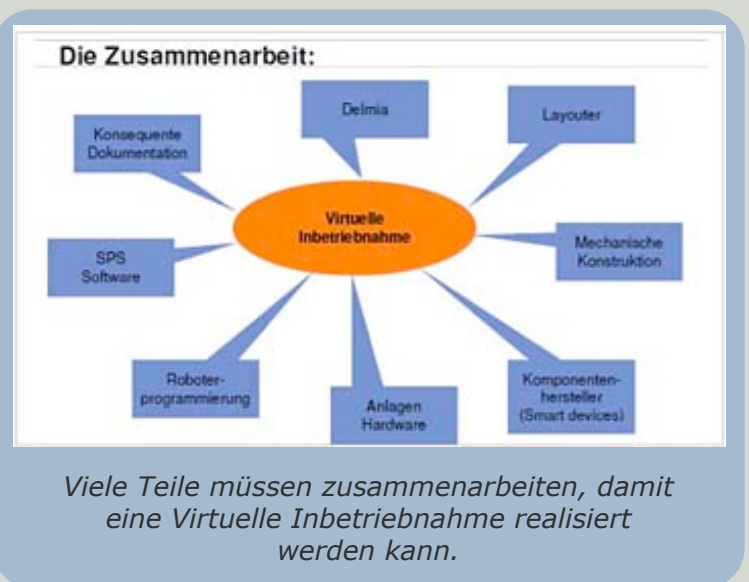 Die Zusammenarbeit:
Delmia
Layouter
Konsequente
Dokumentation
Virtuelle
Inbetriebnahme
Mechanische
Konstruktion
SPS
Software
Roboter-
programmierung
Anlagen
Hardware
Komponenten-
hersteller
(Smart devices)
Viele Teile müssen zusammenarbeiten, damit
eine Virtuelle Inbetriebnahme realisiert
werden kann.